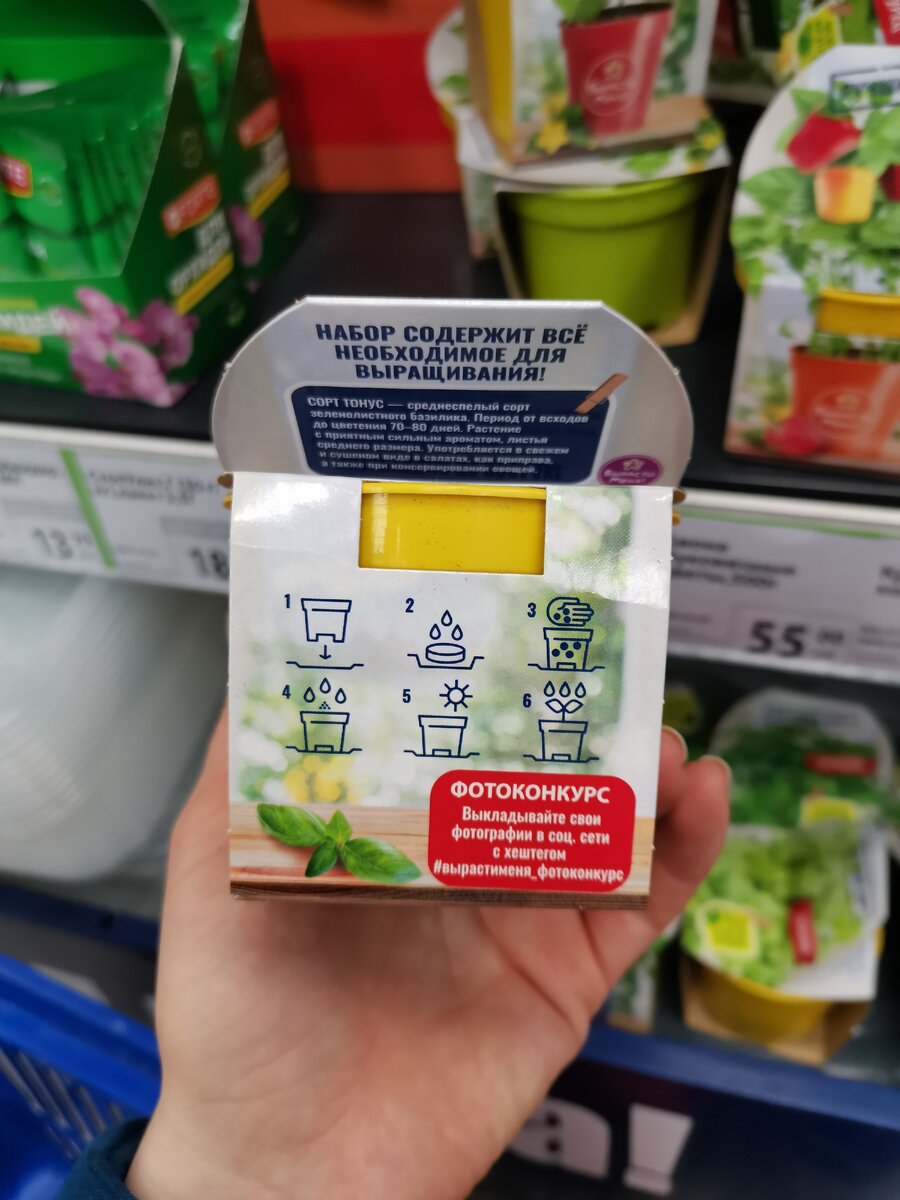 НАБОР СОДЕРЖИТ ВСЁ
НЕОБХОДИМОЕ ДЛЯ
ВЫРАЩИВАНИЯ!
СОРТ ТОНУС — среднеспелый сорт
зеленолистного базилика. Период от всходов
до цветения 70–80 дней. Растение
с приятным сильным ароматом, листья
среднего размера. Употребляется в свежем
и сушеном виде в салатах, как приправа,
а также при консервировании овощей.
1
2
3
4
5
6
ФОТОКОНКУРС
Выкладывайте свои
фотографии в соц. сети
с хештегом
#вырастименя_фотоконкурс
13
18
55